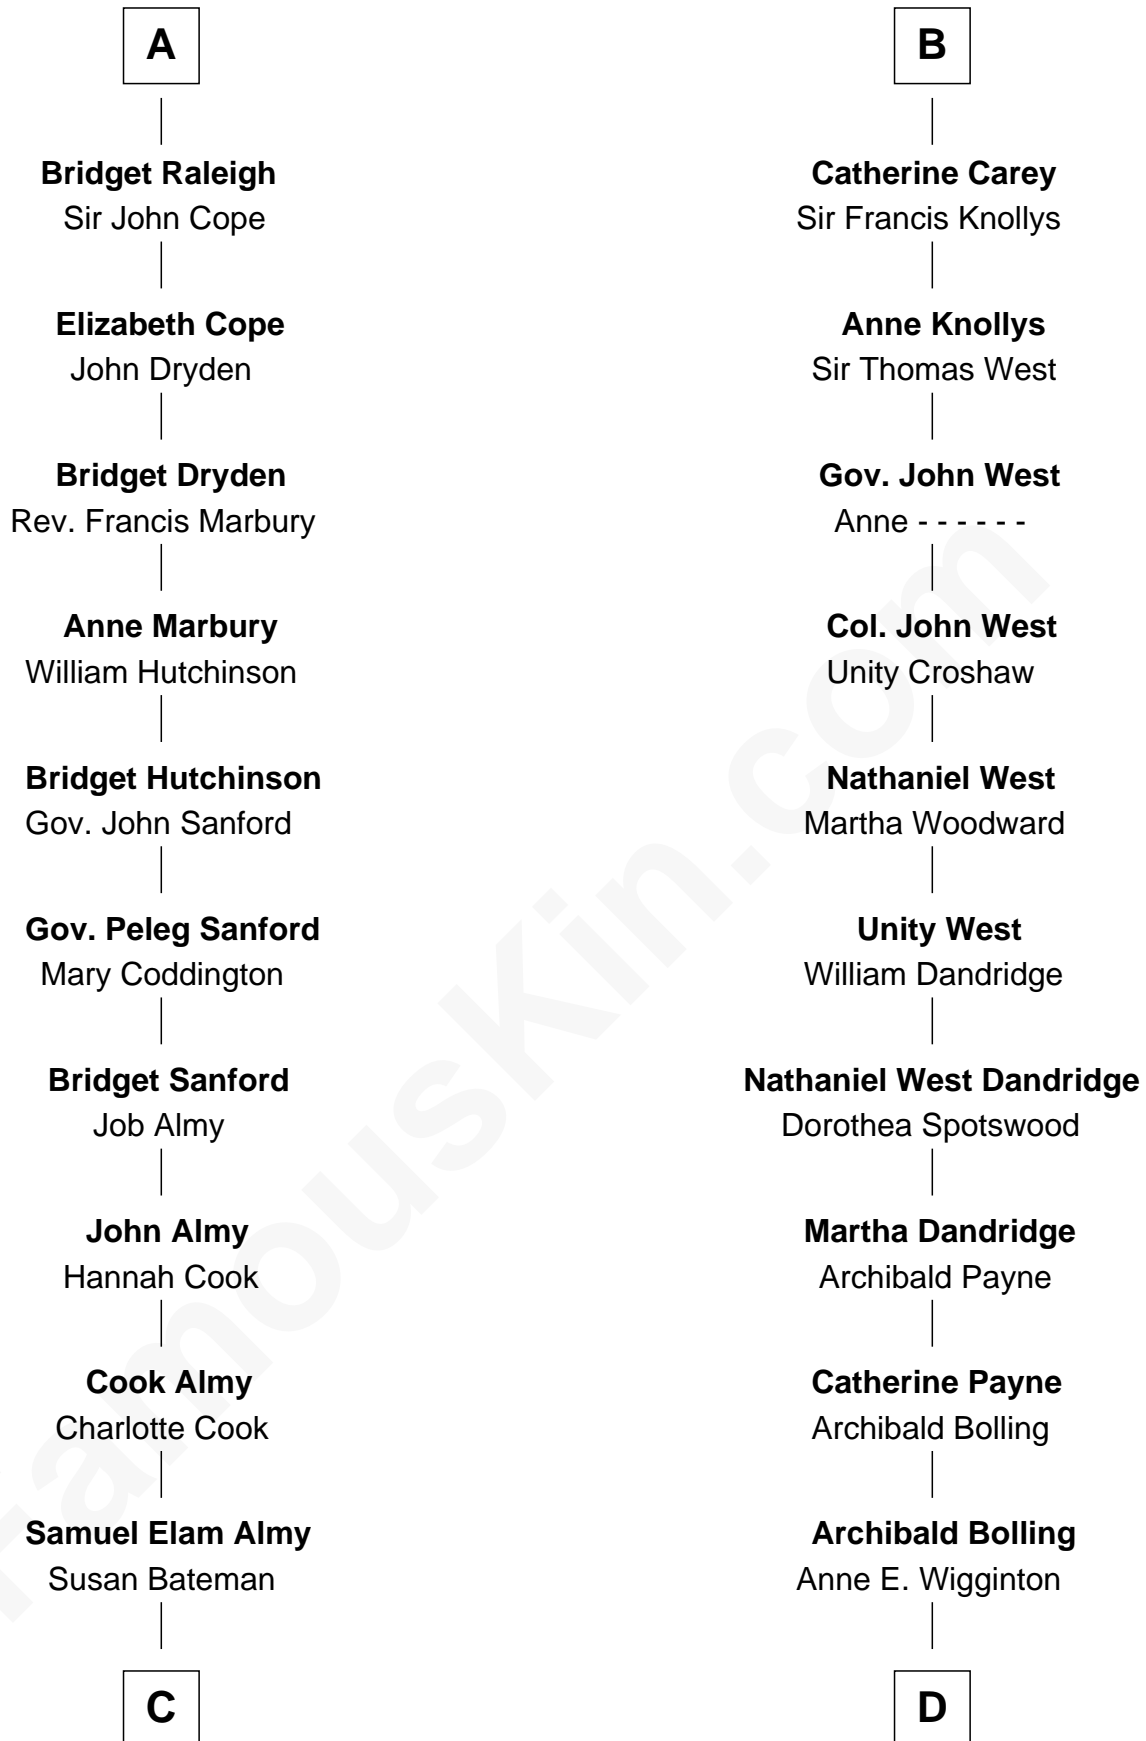 A
Bridget Raleigh
Sir John Cope
Elizabeth Cope
John Dryden
Bridget Dryden
Rev. Francis Marbury
Anne Marbury
William Hutchinson
Bridget Hutchinson
Gov. John Sanford
Gov. Peleg Sanford
Mary Coddington
Bridget Sanford
Job Almy
John Almy
Hannah Cook
Cook Almy
Charlotte Cook
Samuel Elam Almy
Susan Bateman
C
B
Catherine Carey
Sir Francis Knollys
Anne Knollys
Sir Thomas West
Gov. John West
Anne - - - - - -
Col. John West
Unity Croshaw
Nathaniel West
Martha Woodward
Unity West
William Dandridge
Nathaniel West Dandridge
Dorothea Spotswood
Martha Dandridge
Archibald Payne
Catherine Payne
Archibald Bolling
Archibald Bolling
Anne E. Wigginton
D
FamousKin.com